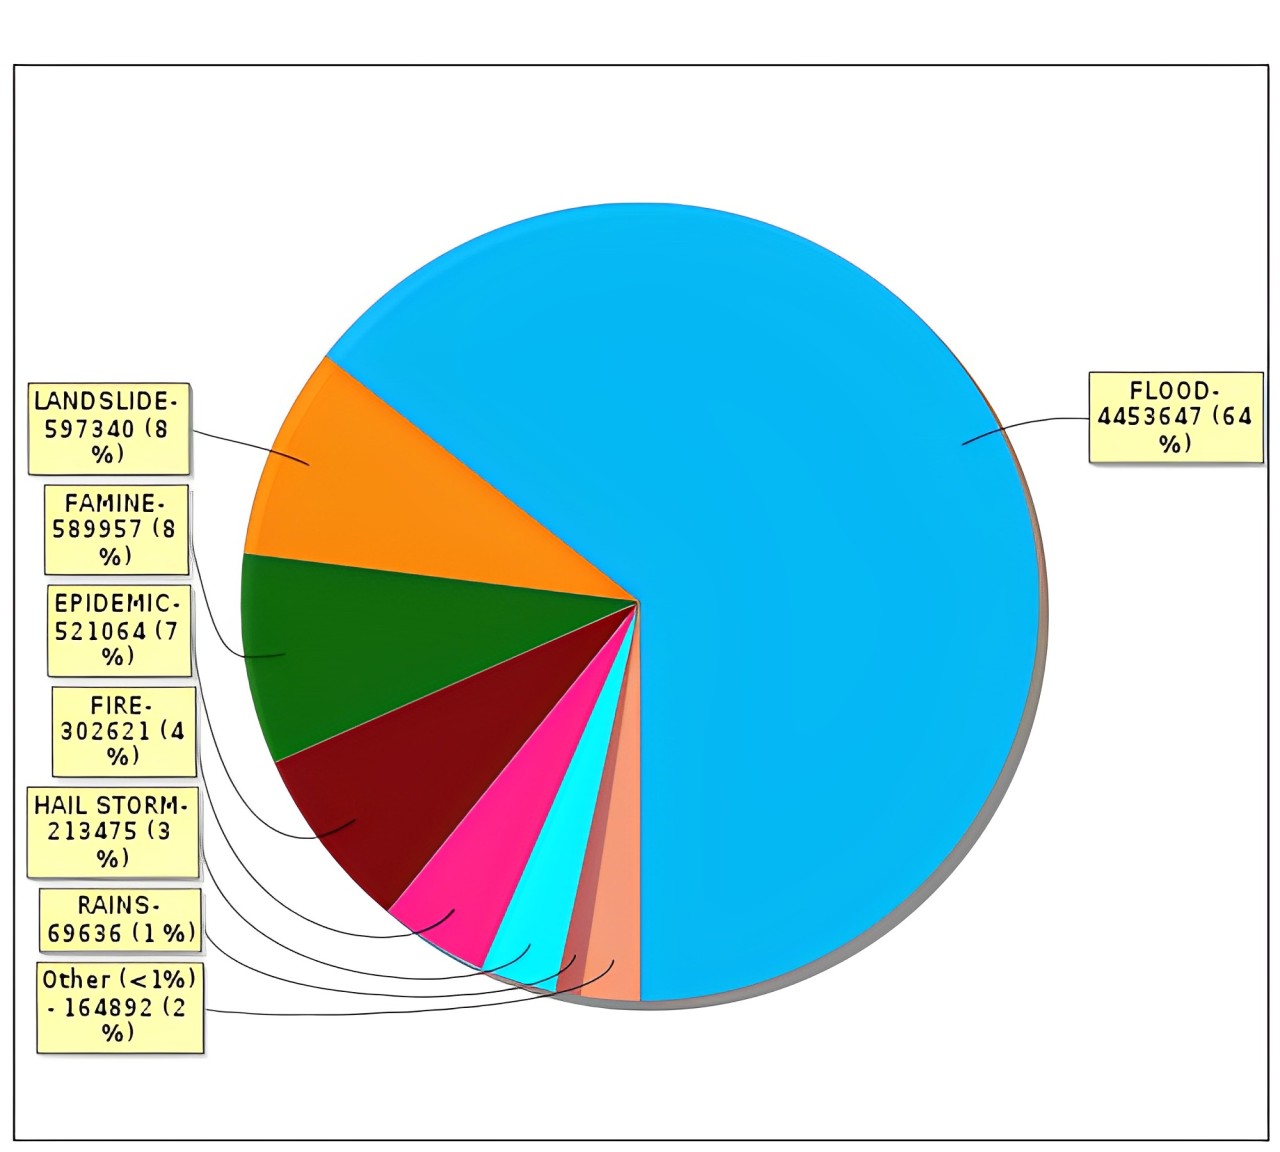 LANDSLIDE-
597340 (8
%)
FAMINE-
589957 (8
%)
EPIDEMIC-
521064 (7
%)
FIRE-
302621 (4
%)
HAIL STORM-
213475 (3
%)
RAINS-
69636 (1 %)
Other (<1%)
- 164892 (2
%)
FLOOD-
4453647 (64
%)